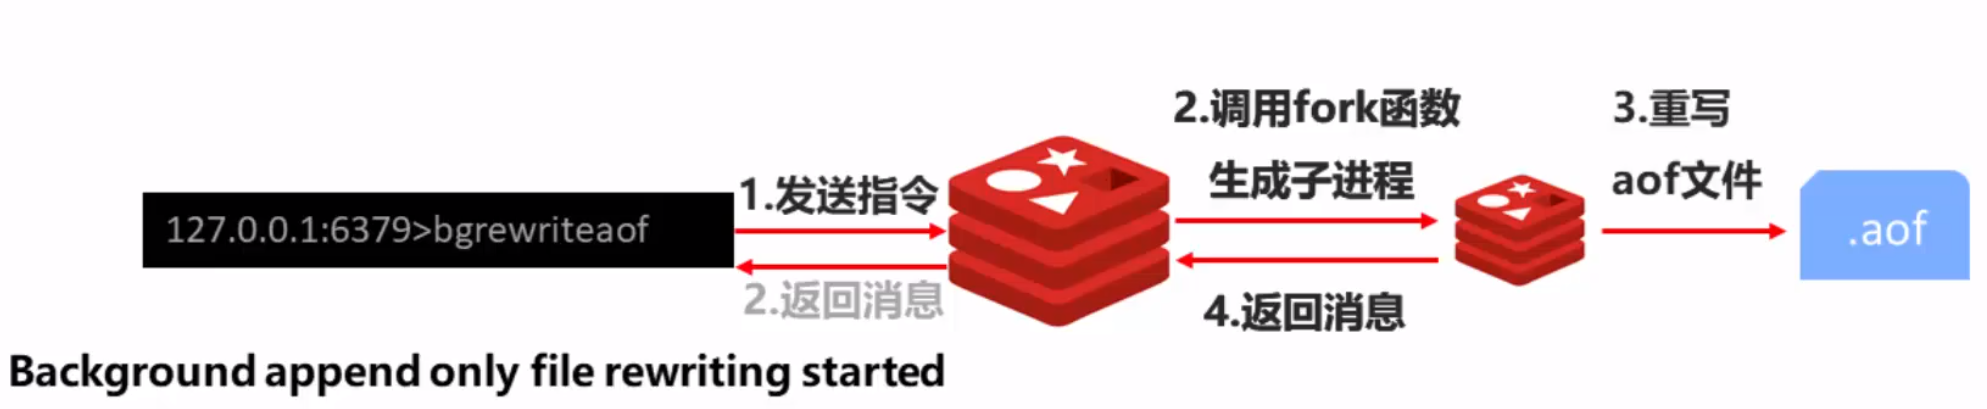 127.0.0.1:6379>bgrewriteaof
1.发送指令
2.返回消息
Background append only file rewriting started
2.调用fork函数
生成子进程
4.返回消息
3.重写
aof文件
.aof